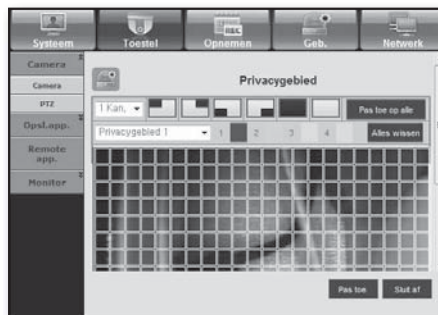 REC
Systeem Toestel Opnemen Geb. Netwerk
Camera
Camera
PTZ
Opsl.app.
Remote app.
Monitor
Privacygebied
1 Kan. Pas toe op alle
Privacygebied 1 1 2 3 4 Alles wissen
Pas toe Sluit af